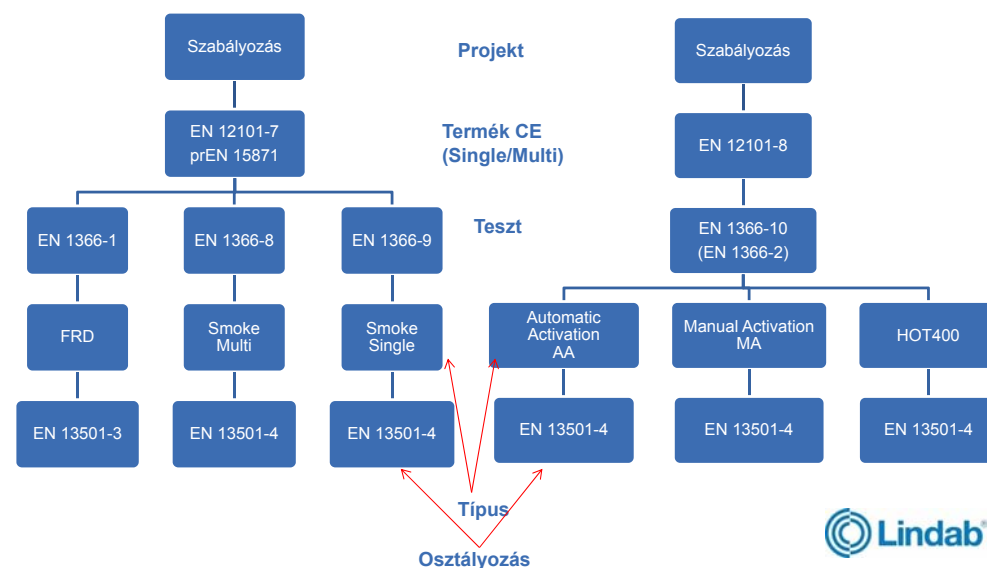 Szabályozás
Projekt
Szabályozás
EN 12101-7
prEN 15871
Termék CE
(Single/Multi)
EN 12101-8
EN 1366-1
EN 1366-8
EN 1366-9
Teszt
EN 1366-10
(EN 1366-2)
FRD
Smoke
Multi
Smoke
Single
Automatic
Activation
AA
Manual Activation
MA
HOT400
EN 13501-3
EN 13501-4
EN 13501-4
EN 13501-4
EN 13501-4
EN 13501-4
Típus
Osztályozás
Lindab®